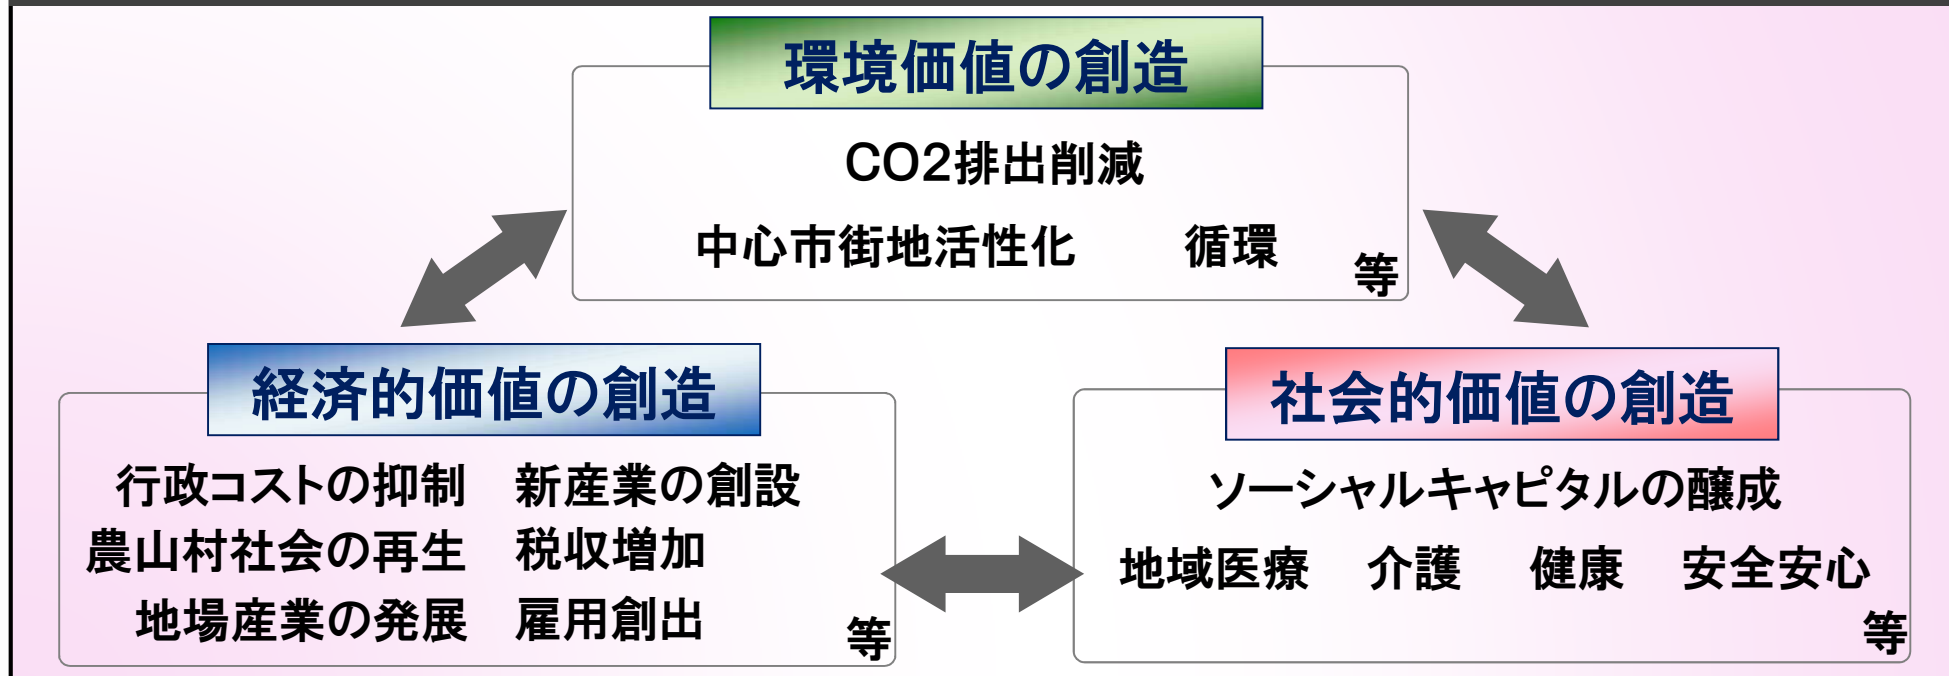 環境価値の創造
CO2排出削減
中心市街地活性化 循環
等
経済的価値の創造
行政コストの抑制 新産業の創設
農山村社会の再生 税収増加
地場産業の発展 雇用創出
等
社会的価値の創造
ソーシャルキャピタルの醸成
地域医療 介護 健康 安全安心
等